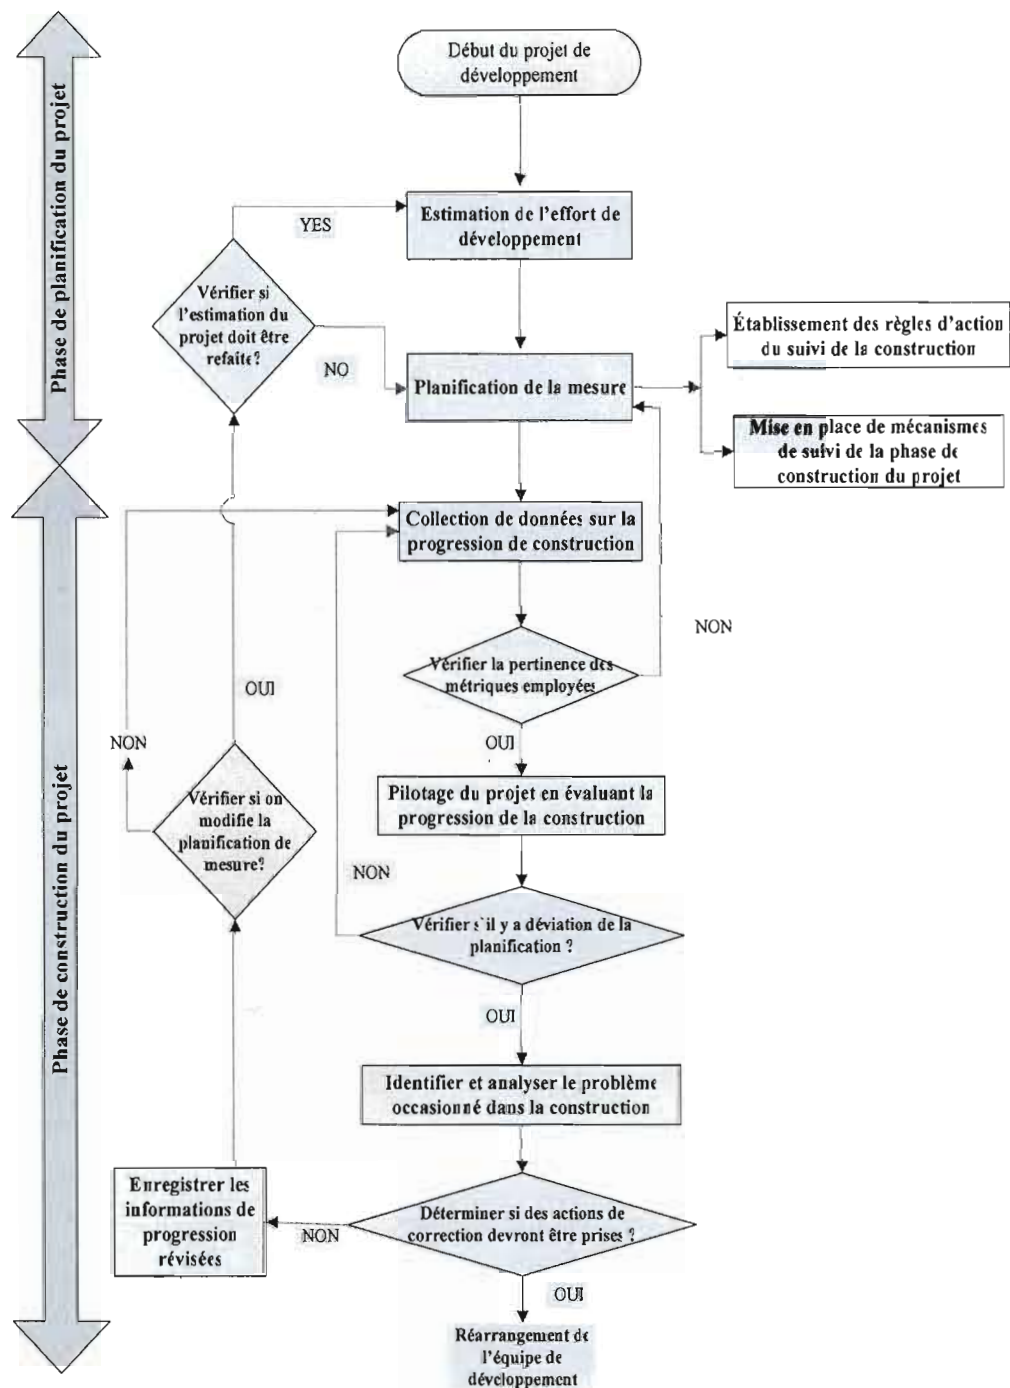 Début du projet de
développement
Phase de planification du projet
YES
Estimation de l'effort de
développement
Vérifier si
l'estimation du
projet doit être
refaite?
NO
Planification de la mesure
Établissement des règles d'action
du suivi de la construction
Mise en place de mécanismes
de suivi de la phase de
construction du projet
Collection de données sur la
progression de construction
NON
Vérifier la pertinence des
métriques employées
OUI
OUI
NON
Phase de construction du projet
Vérifier si on
modifie la
planification de
mesure?
Pilotage du projet en évaluant la
progression de la construction
NON
Vérifier s'il y a déviation de la
planification ?
OUI
Identifier et analyser le problème
occasionné dans la construction
Enregistrer les
informations de
progression
révisées
NON
Déterminer si des actions de
correction devront être prises ?
OUI
Réarrangement de
l'équipe de
développement